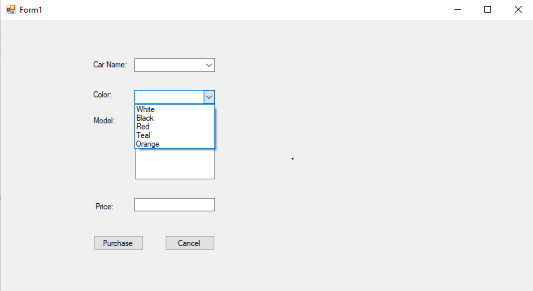 Form1
Car Name:
Color:
White
Black
Model:
Red
Teal
Orange
Price:
Purchase Cancel